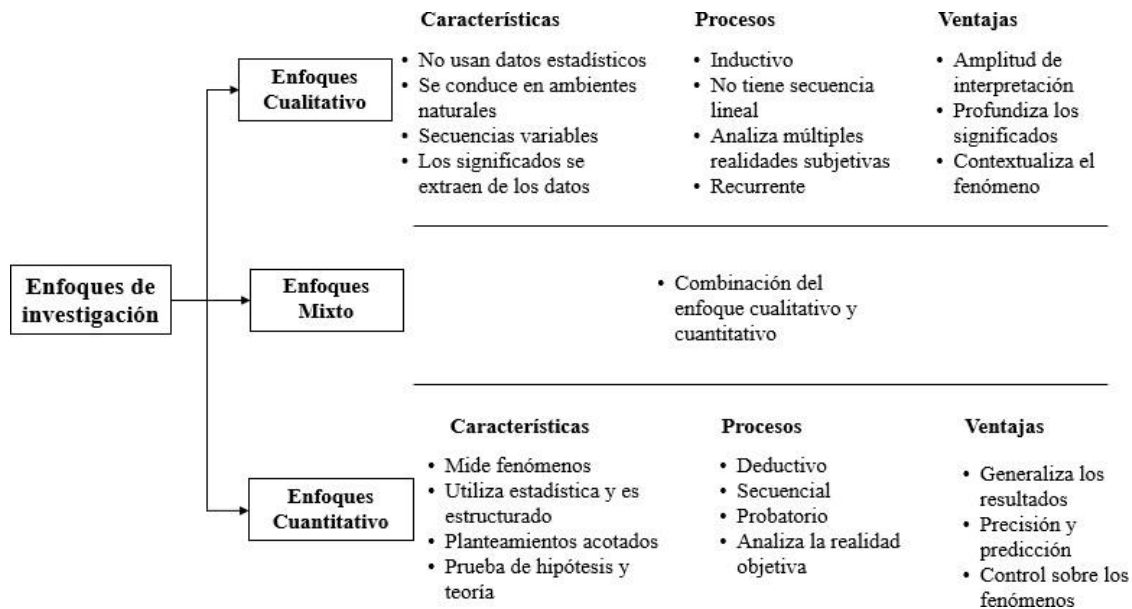 Características
Procesos
Ventajas
Enfoques
Cualitativo
• No usan datos estadísticos
• Se conduce en ambientes
naturales
• Secuencias variables
• Los significados se
extraen de los datos
• Inductivo
• No tiene secuencia
lineal
• Analiza múltiples
realidades subjetivas
• Recurrente
• Amplitud de
interpretación
• Profundiza los
significados
• Contextualiza el
fenómeno
Enfoques de
investigación
Enfoques
Mixto
• Combinación del
enfoque cualitativo y
cuantitativo
Características
Procesos
Ventajas
Enfoques
Cuantitativo
• Mide fenómenos
• Utiliza estadística y es
estructurado
• Planteamientos acotados
• Prueba de hipótesis y
teoría
• Deductivo
• Secuencial
• Probatorio
• Analiza la realidad
objetiva
• Generaliza los
resultados
• Precisión y
predicción
• Control sobre los
fenómenos